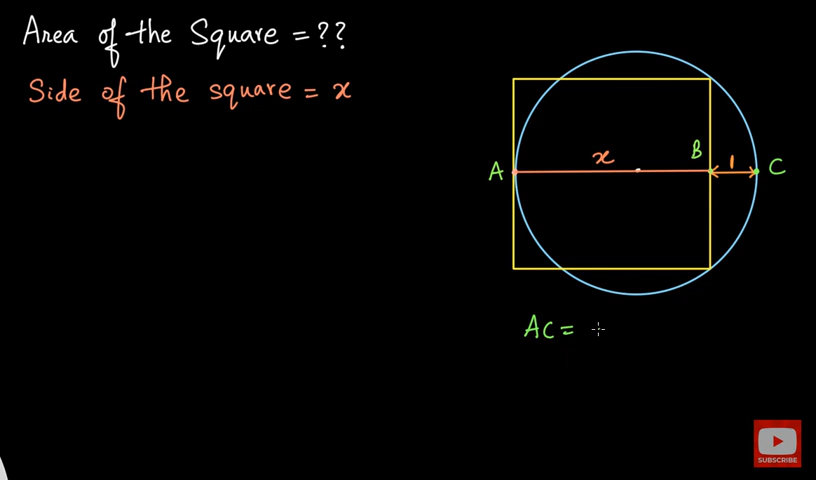 Area of the Square = ??
Side of the square = x
x
B
1
A
C
AC =
SUBSCRIBE